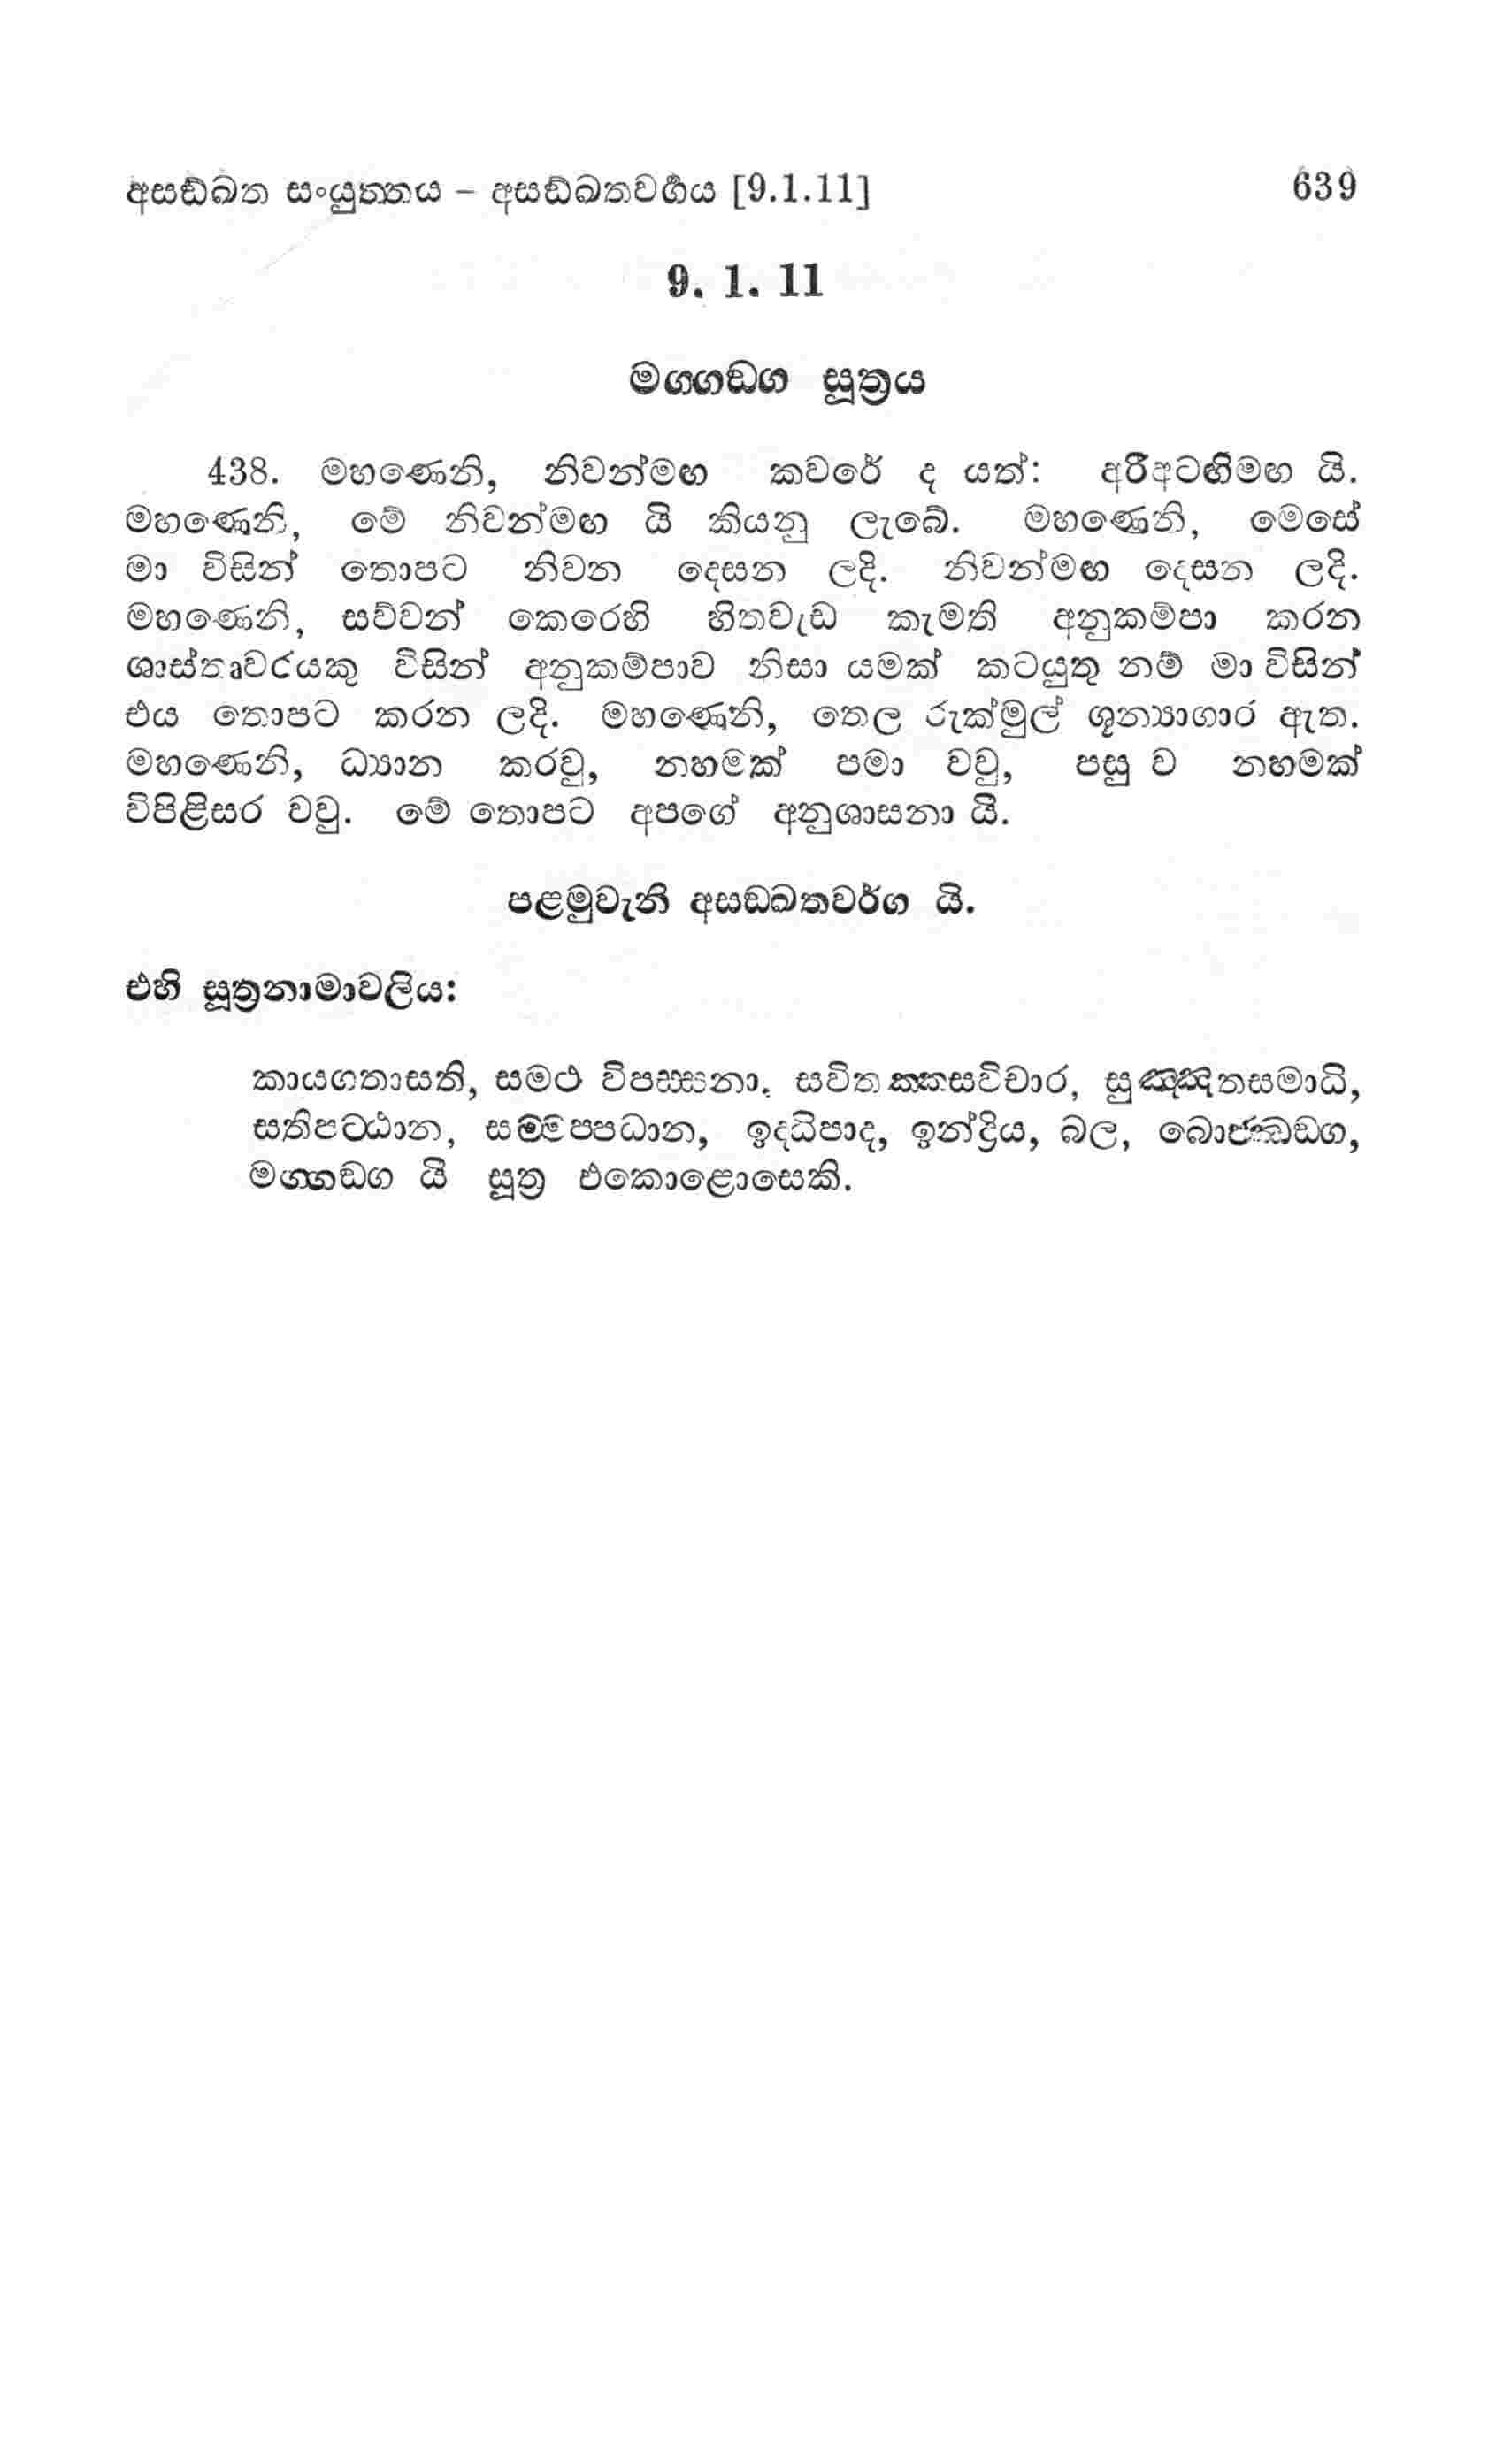 අසඞ්ඛත සංයුත්තය – අසඞ්ඛතවර්ගය [9.1.11] 639
9. 1. 11
මග්ගඞ්ග සූත්‍රය
438. මහණෙනි, නිවන්මඟ කවරේ ද යත්: අරිඅටඟිමඟ යි.
මහණෙනි, මේ නිවන්මඟ යි කියනු ලැබේ. මහණෙනි, මෙසේ
මා විසින් තොපට නිවන දෙසන ලදි. නිවන්මඟ දෙසන ලදි.
මහණෙනි, සව්වන් කෙරෙහි හිතවැඩ කැමති අනුකම්පා කරන
ශාස්තෘවරයකු විසින් අනුකම්පාව නිසා යමක් කටයුතු නම් මා විසින්
එය තොපට කරන ලදි. මහණෙනි, තෙල රුක්මුල් ශූන්‍යාගාර ඇත.
මහණෙනි, ධ්‍යාන කරවු, නහමක් පමා වවු, පසු ව නහමක්
විපිළිසර වවු. මේ තොපට අපගේ අනුශාසනා යි.
පළමුවැනි අසඞ්ඛතවර්ග යි.
එහි සූත්‍රනාමාවලිය:
කායගතාසති, සමථ විපස්සනා, සවිතක්කසවිචාර, සුඤ්ඤතසමාධි,
සතිපට්ඨාන, සම්මප්පධාන, ඉද්ධිපාද, ඉන්ද්‍රිය, බල, බොජ්ඣඞ්ග,
මග්ගඞ්ග යි සූත්‍ර එකොළොසෙකි.